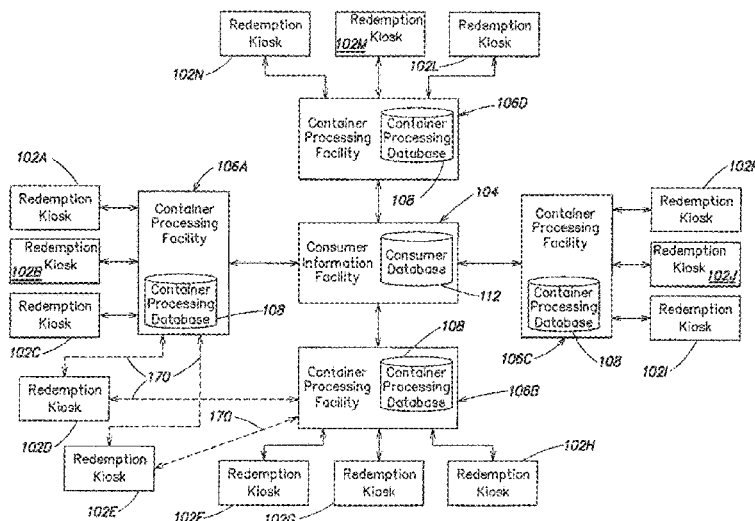 Redemption
Kiosk
102N
Redemption
Kiosk
102M
Redemption
Kiosk
102L
Container
Processing
Facility
Container
Processing
Database
108
106D
102A
Redemption
Kiosk
Redemption
Kiosk
102B
Redemption
Kiosk
102C
106A
Container
Processing
Facility
Container
Processing
Database
108
104
Consumer
Information
Facility
Consumer
Database
112
Container
Processing
Facility
Container
Processing
Database
106C
108
Redemption
Kiosk
Redemption
Kiosk
102J
Redemption
Kiosk
102I
170
Redemption
Kiosk
102D
170
Redemption
Kiosk
102E
108
Container
Processing
Facility
Container
Processing
Database
106B
Redemption
Kiosk
102F
Redemption
Kiosk
102G
Redemption
Kiosk
102H